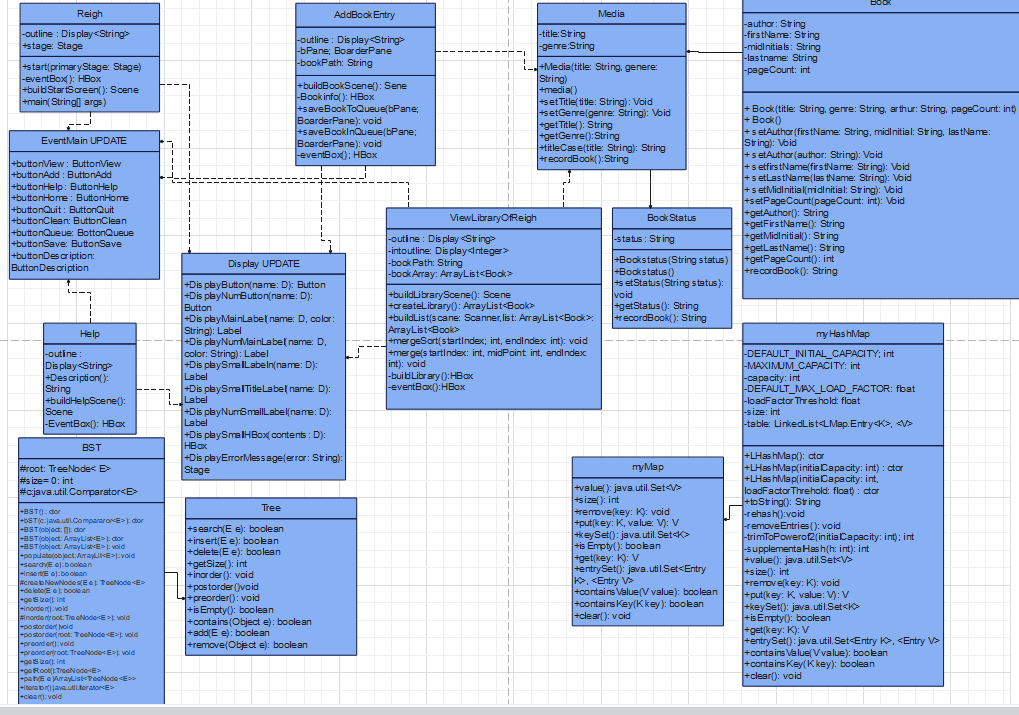 Reigh
-outline : Display<String>
+stage: Stage
+start(primaryStage: Stage)
-eventBox(): HBox
+buildStartScreen(): Scene
+main(String[] args)
AddBookEntry
-outline : Display<String>
-bPane; BoarderPane
-bookPath: String
+buildBookScene(): Sene
-Bookinfo(): HBox
+saveBookToQueue(bPane;
BoarderPane): void
+saveBookInQueue(bPane;
BoarderPane): void
-eventBox(); HBox
Media
-title:String
-genre:String
+Media(title: String, genere:
String)
+media()
+setTitle(title: String): Void
+setGenre(genre: String): Void
+getTitle(): String
+getGenre():String
+titleCase(title: String): String
+recordBook():String
Book
-author: String
-firstName: String
-midInitials: String
-lastname: String
-pageCount: int
+ Book(title: String, genre: String, arthur: String, pageCount: int)
+ Book()
+ setAuthor(firstName: String, midInitial: String, lastName:
String): Void
+ setAuthor(author: String): Void
+ setfirstName(firstName: String): Void
+ setLastName(lastName: String): Void
+ setMidInitial(midInitial: String): Void
+setPageCount(pageCount: int): Void
+getAuthor(): String
+getFirstName(): String
+getMidInitial(): String
+getLastName(): String
+getPageCount(): int
+recordBook(): String
EventMain UPDATE
+buttonView : ButtonView
+buttonAdd : ButtonAdd
+buttonHelp : ButtonHelp
+buttonHome : ButtonHome
+buttonQuit : ButtonQuit
+buttonClean: ButtonClean
+buttonQueue: BottonQueue
+buttonSave: ButtonSave
+buttonDescription:
ButtonDescription
Display UPDATE
+DisplayButton(name: D): Button
+DisplayNumButton(name: D):
Button
+DisplayMainLabel(name: D, color:
String): Label
+DisplayNumMainLabel(name: D,
color: String): Label
+DisplaySmallLabeln(name: D):
Label
+DisplaySmallTitleLabel(name: D):
Label
+DisplayNumSmallLabel(name: D):
Label
+DisplaySmallHBox(contents : D):
HBox
+DisplayErrorMessage(error: String):
Stage
ViewLibraryOfReigh
-outline : Display<String>
-intoutline: Display<Integer>
-bookPath: String
-bookArray: ArrayList<Book>
+buildLibraryScene(): Scene
+createLibrary(): ArrayList<Book>
+buildList(scane: Scanner,list: ArrayList<Book>:
ArrayList<Book>
+mergeSort(startIndex; int, endIndex: int): void
+merge(startIndex: int, midPoint: int, endIndex:
int): void
-buildLibrary():HBox
-eventBox():HBox
BookStatus
-status : String
+Bookstatus(String status)
+Bookstatus()
+setStatus(String status):
void
+getStatus(): String
+recordBook(): String
Help
-outline :
Display<String>
+Description():
String
+buildHelpScene():
Scene
-EventBox(): HBox
myHashMap
-DEFAULT_INITIAL_CAPACITY; int
-MAXIMUM_CAPACITY: int
-capacity: int
-DEFAULT_MAX_LOAD_FACTOR: float
-loadFactorThreshold: float
-size: int
-table: LinkedList<LMap.Entry<K>, <V>
+LHashMap(): ctor
+LHashMap(initialCapacity: int) : ctor
+LHashMap(initialCapacity: int,
loadFactorThrehold: float) : ctor
+toString(): String
-rehash():void
-removeEntries(): void
-trimToPowerof2(initialCapacity: int); int
-supplementalHash(h: int): int
+value(): java.util.Set<V>
+size(): int
+remove(key: K): void
+put(key: K, value: V): V
+keySet(): java.util.Set<K>
+isEmpty(): boolean
+get(key: K): V
+entrySet(): java.util.Set<Entry K>, <Entry V>
+containsValue(V value): boolean
+containsKey(K key): boolean
+clear(): void
BST
#root: TreeNode< E>
#size= 0: int
#c:java.util.Comparator<E>
+BST() : ctor
+bST(c: java.util.Compararor<E>): ctor
+BST(object: []): ctor
+BST(object: ArrayList<E>): ctor
+BST(object: ArrayList<E>): void
+populate(object: ArrayList<E>): void
+search(E e): boolean
+insert(E e): boolean
#createNewNodes(E e): TreeNode<E>
+delete(E e): boolean
+getSize(): int
+inorder(): void
#inorder(root: TreeNode<E>): void
+postorder()void
+postorder(root: TreeNode<E>): void
+preorder(): void
+preorder(root:TreeNode<E>): void
+getSize(): int
+getRoot():TreeNode<E>
+path(E e)ArrayList<TreeNode<E>>
+iterator():java.util.Iterator<E>
+clear(): void
Tree
+search(E e): boolean
+insert(E e): boolean
+delete(E e): boolean
+getSize(): int
+inorder(): void
+postorder()void
+preorder(): void
+isEmpty(): boolean
+contains(Object e): boolean
+add(E e): boolean
+remove(Object e): boolean
myMap
+value(): java.util.Set<V>
+size(): int
+remove(key: K): void
+put(key: K, value: V): V
+keySet(): java.util.Set<K>
+isEmpty(): boolean
+get(key: K): V
+entrySet(): java.util.Set<Entry
K>, <Entry V>
+containsValue(V value): boolean
+containsKey(K key): boolean
+clear(): void